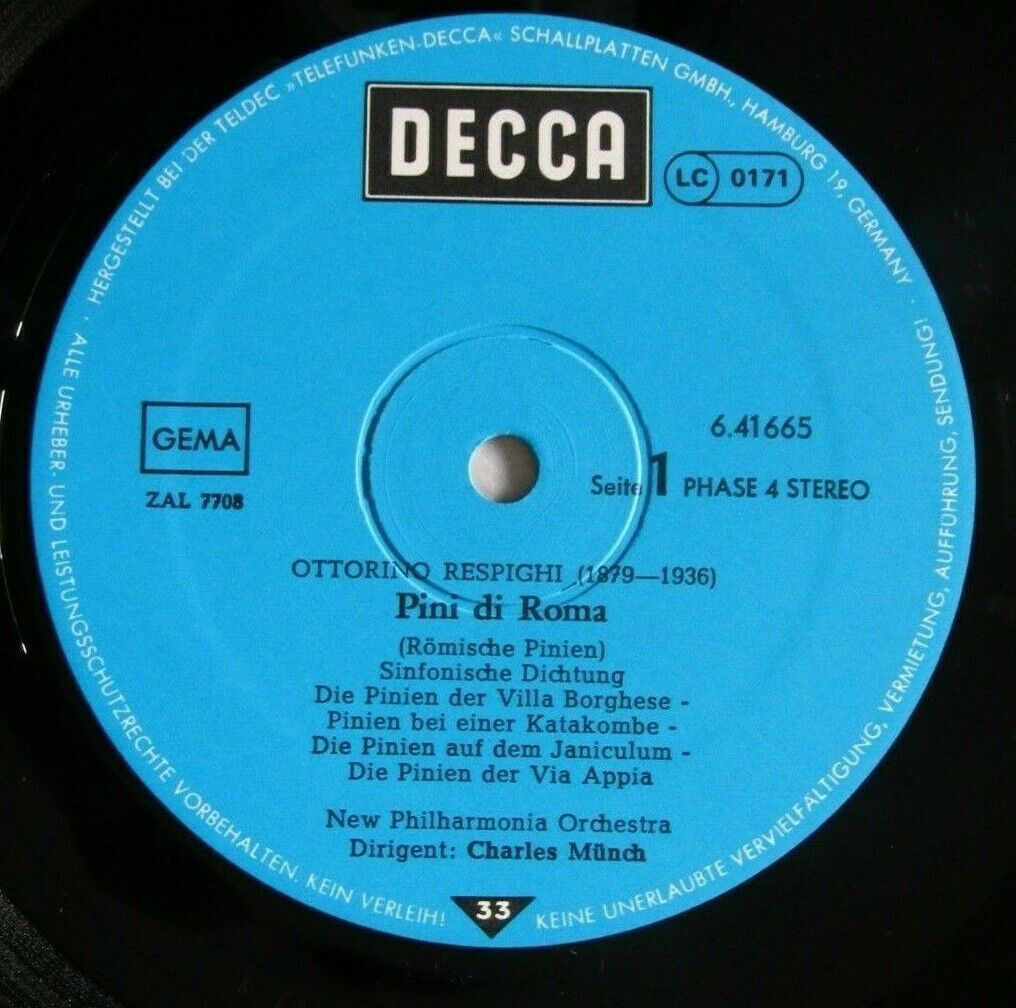 HERGESTELLT BEI DER TELDEC »TELEFUNKEN-DECCA« SCHALLPLATTEN GMBH., HAMBURG 19, GERMANY ·
DECCA
LC 0171
GEMA
ZAL 7708
6.41665
Seite 1 PHASE 4 STEREO
OTTORINO RESPIGHI (1879—1936)
Pini di Roma
(Römische Pinien)
Sinfonische Dichtung
Die Pinien der Villa Borghese -
Pinien bei einer Katakombe -
Die Pinien auf dem Janiculum -
Die Pinien der Via Appia
New Philharmonia Orchestra
Dirigent: Charles Münch
33
· ALLE URHEBER- UND LEISTUNGSSCHUTZRECHTE VORBEHALTEN. KEIN VERLEIH! KEINE UNERLAUBTE VERVIELFÄLTIGUNG, VERMIETUNG, AUFFÜHRUNG, SENDUNG!